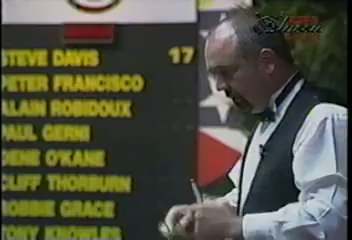 STEVE DAVIS 17
PETER FRANCISCO
ALAIN ROBIDOUX
PAUL GERNI
DENE O'KANE
CLIFF THORBURN
ROBBIE GRACE
TONY KNOWLES